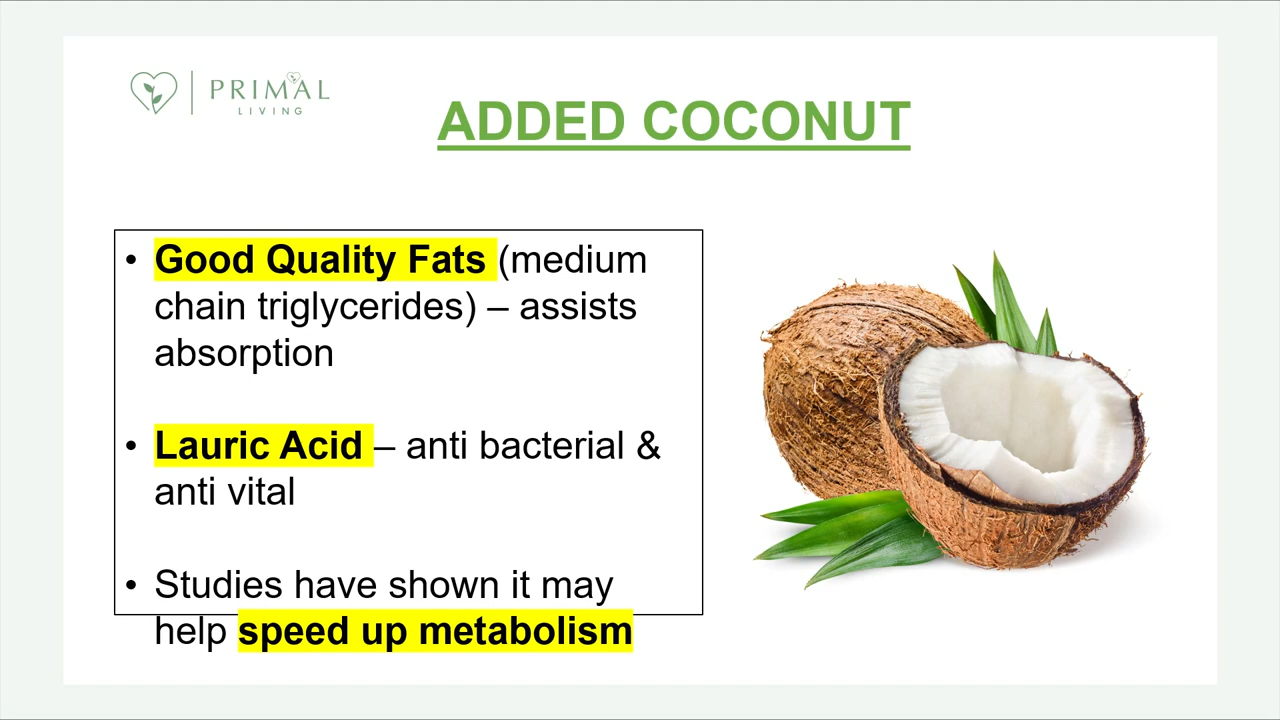 PRIMAL
LIVING
ADDED COCONUT
• Good Quality Fats (medium
chain triglycerides) – assists
absorption
• Lauric Acid – anti bacterial &
anti vital
• Studies have shown it may
help speed up metabolism